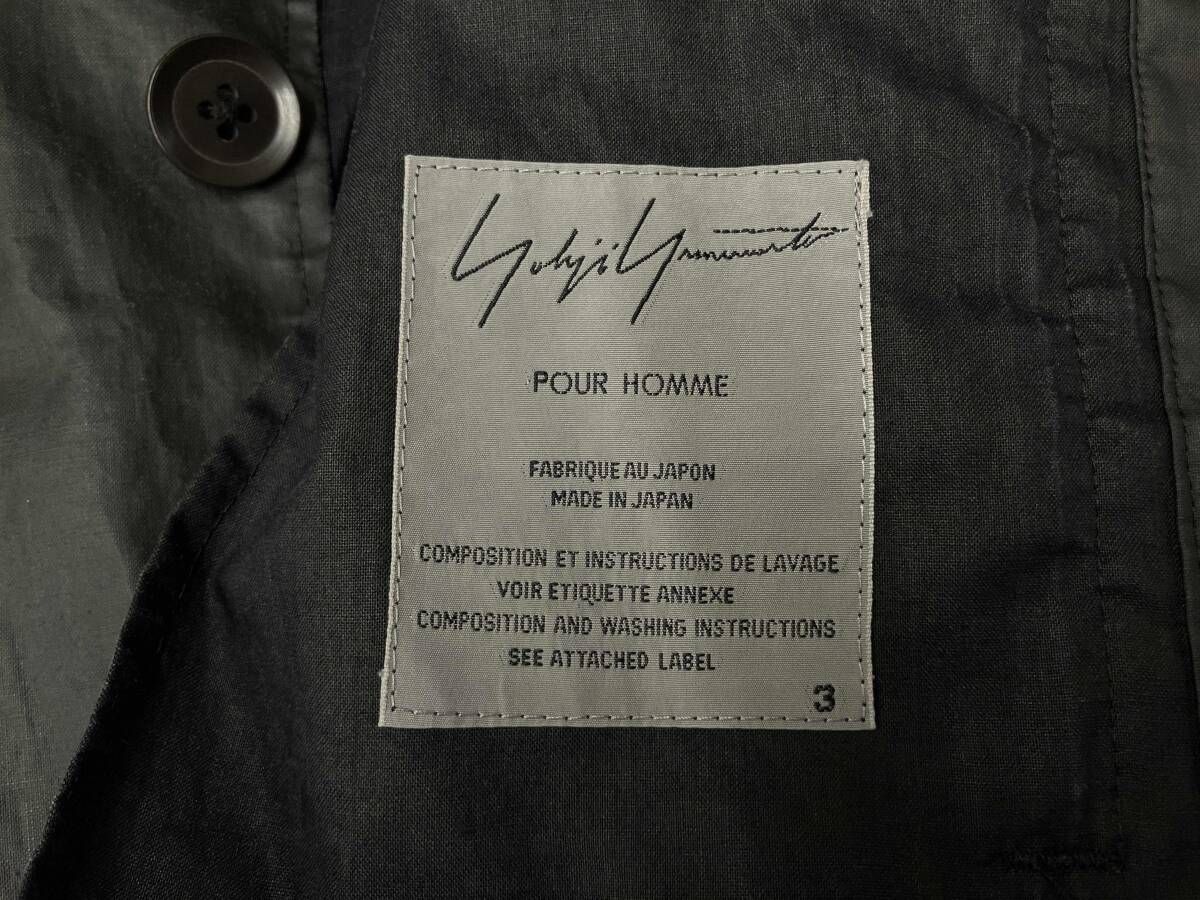 Yohji Yamamoto
POUR HOMME
FABRIQUE AU JAPON
MADE IN JAPAN
COMPOSITION ET INSTRUCTIONS DE LAVAGE
VOIR ETIQUETTE ANNEXE
COMPOSITION AND WASHING INSTRUCTIONS
SEE ATTACHED LABEL
3